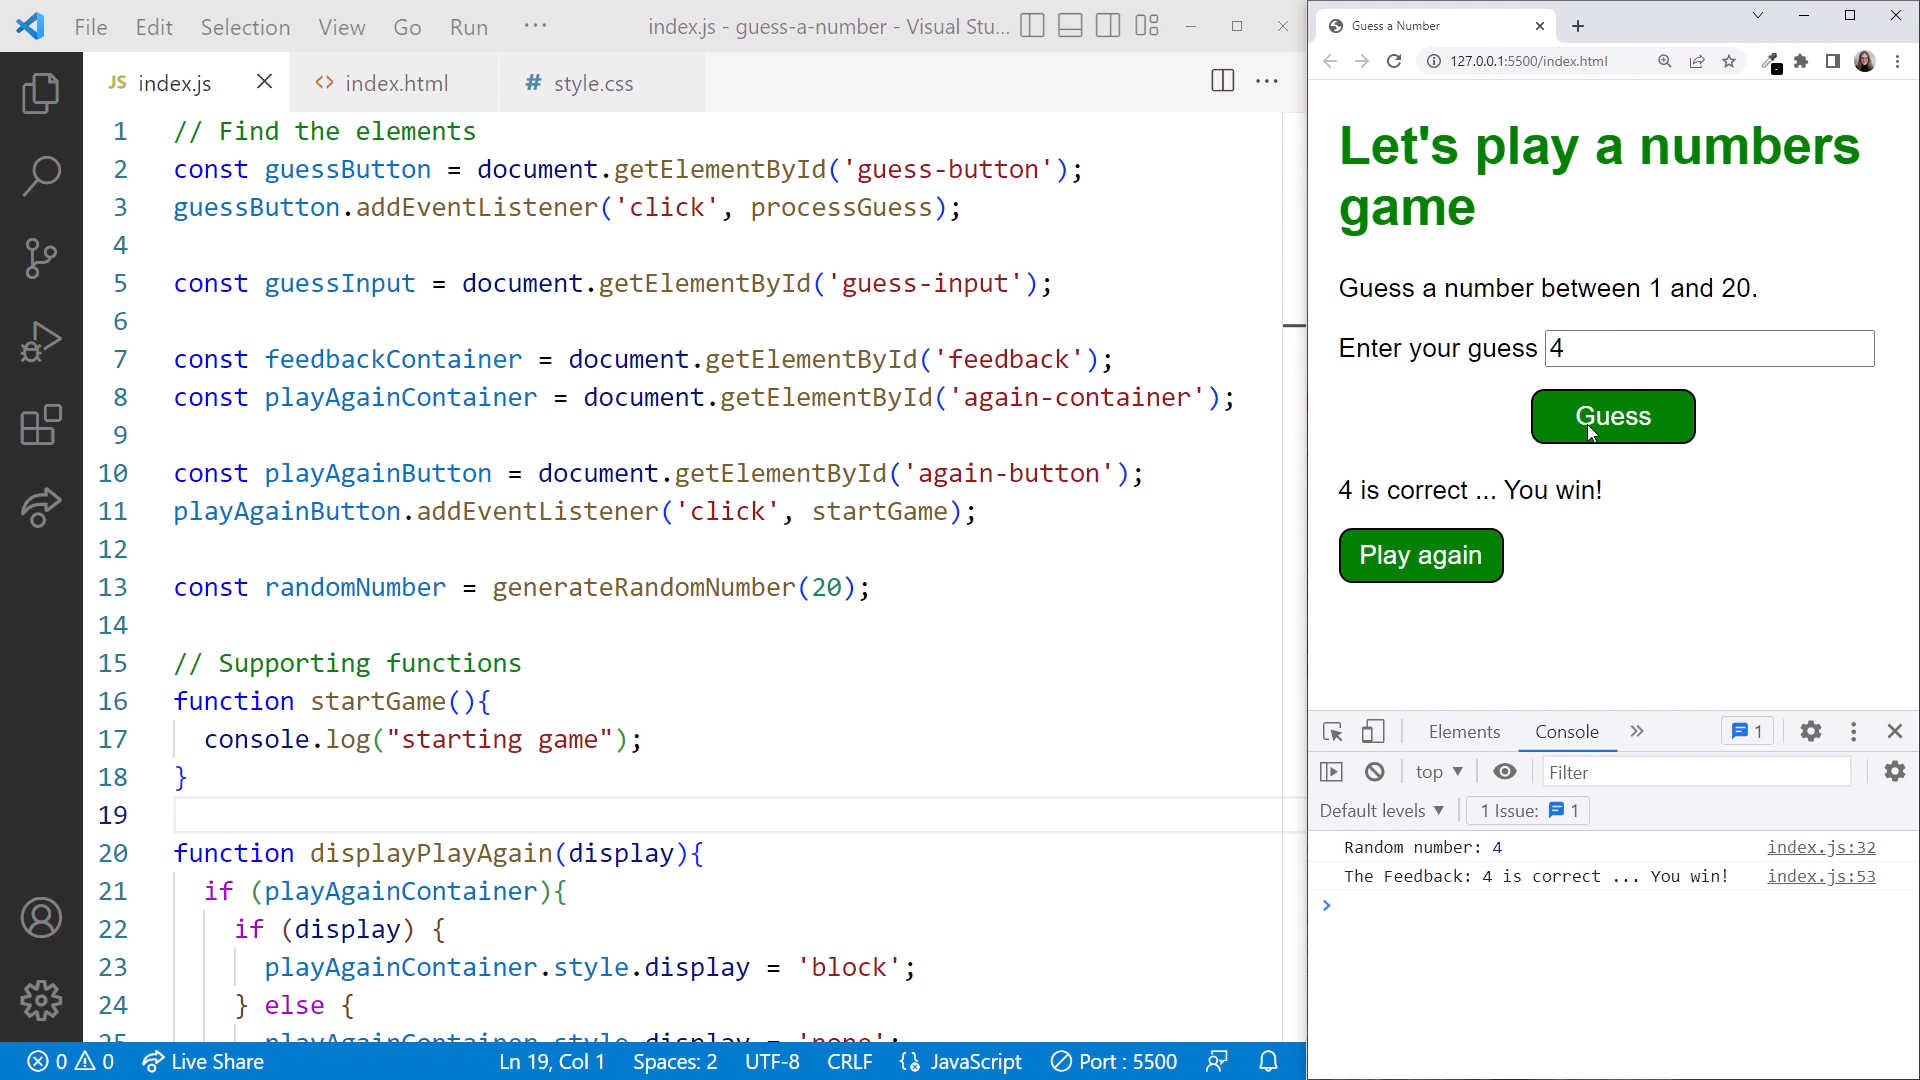 File Edit Selection View Go Run ··· index.js - guess-a-number - Visual Stu...
JS index.js <> index.html # style.css ···
1 // Find the elements
2 const guessButton = document.getElementById('guess-button');
3 guessButton.addEventListener('click', processGuess);
4
5 const guessInput = document.getElementById('guess-input');
6
7 const feedbackContainer = document.getElementById('feedback');
8 const playAgainContainer = document.getElementById('again-container');
9
10 const playAgainButton = document.getElementById('again-button');
11 playAgainButton.addEventListener('click', startGame);
12
13 const randomNumber = generateRandomNumber(20);
14
15 // Supporting functions
16 function startGame(){
17 console.log("starting game");
18 }
19
20 function displayPlayAgain(display){
21 if (playAgainContainer){
22 if (display) {
23 playAgainContainer.style.display = 'block';
24 } else {
25 playAgainContainer.style.display = 'none';
0 0 Live Share Ln 19, Col 1 Spaces: 2 UTF-8 CRLF JavaScript Port : 5500
Guess a Number
127.0.0.1:5500/index.html
Let's play a numbers
game
Guess a number between 1 and 20.
Enter your guess 4
Guess
4 is correct ... You win!
Play again
Elements Console » 1
top ▼ Filter
Default levels ▼ 1 Issue: 1
Random number: 4 index.js:32
The Feedback: 4 is correct ... You win! index.js:53